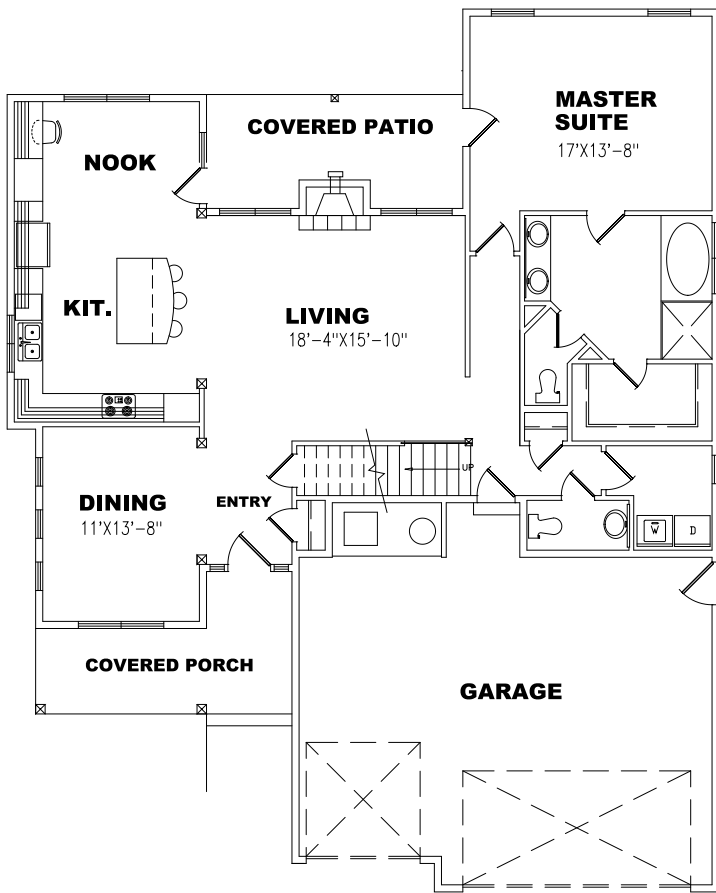 MASTER
SUITE
17'X13'-8"
COVERED PATIO
NOOK
KIT.
LIVING
18'-4"X15'-10"
UP
DINING
11'X13'-8"
ENTRY
W
D
COVERED PORCH
GARAGE